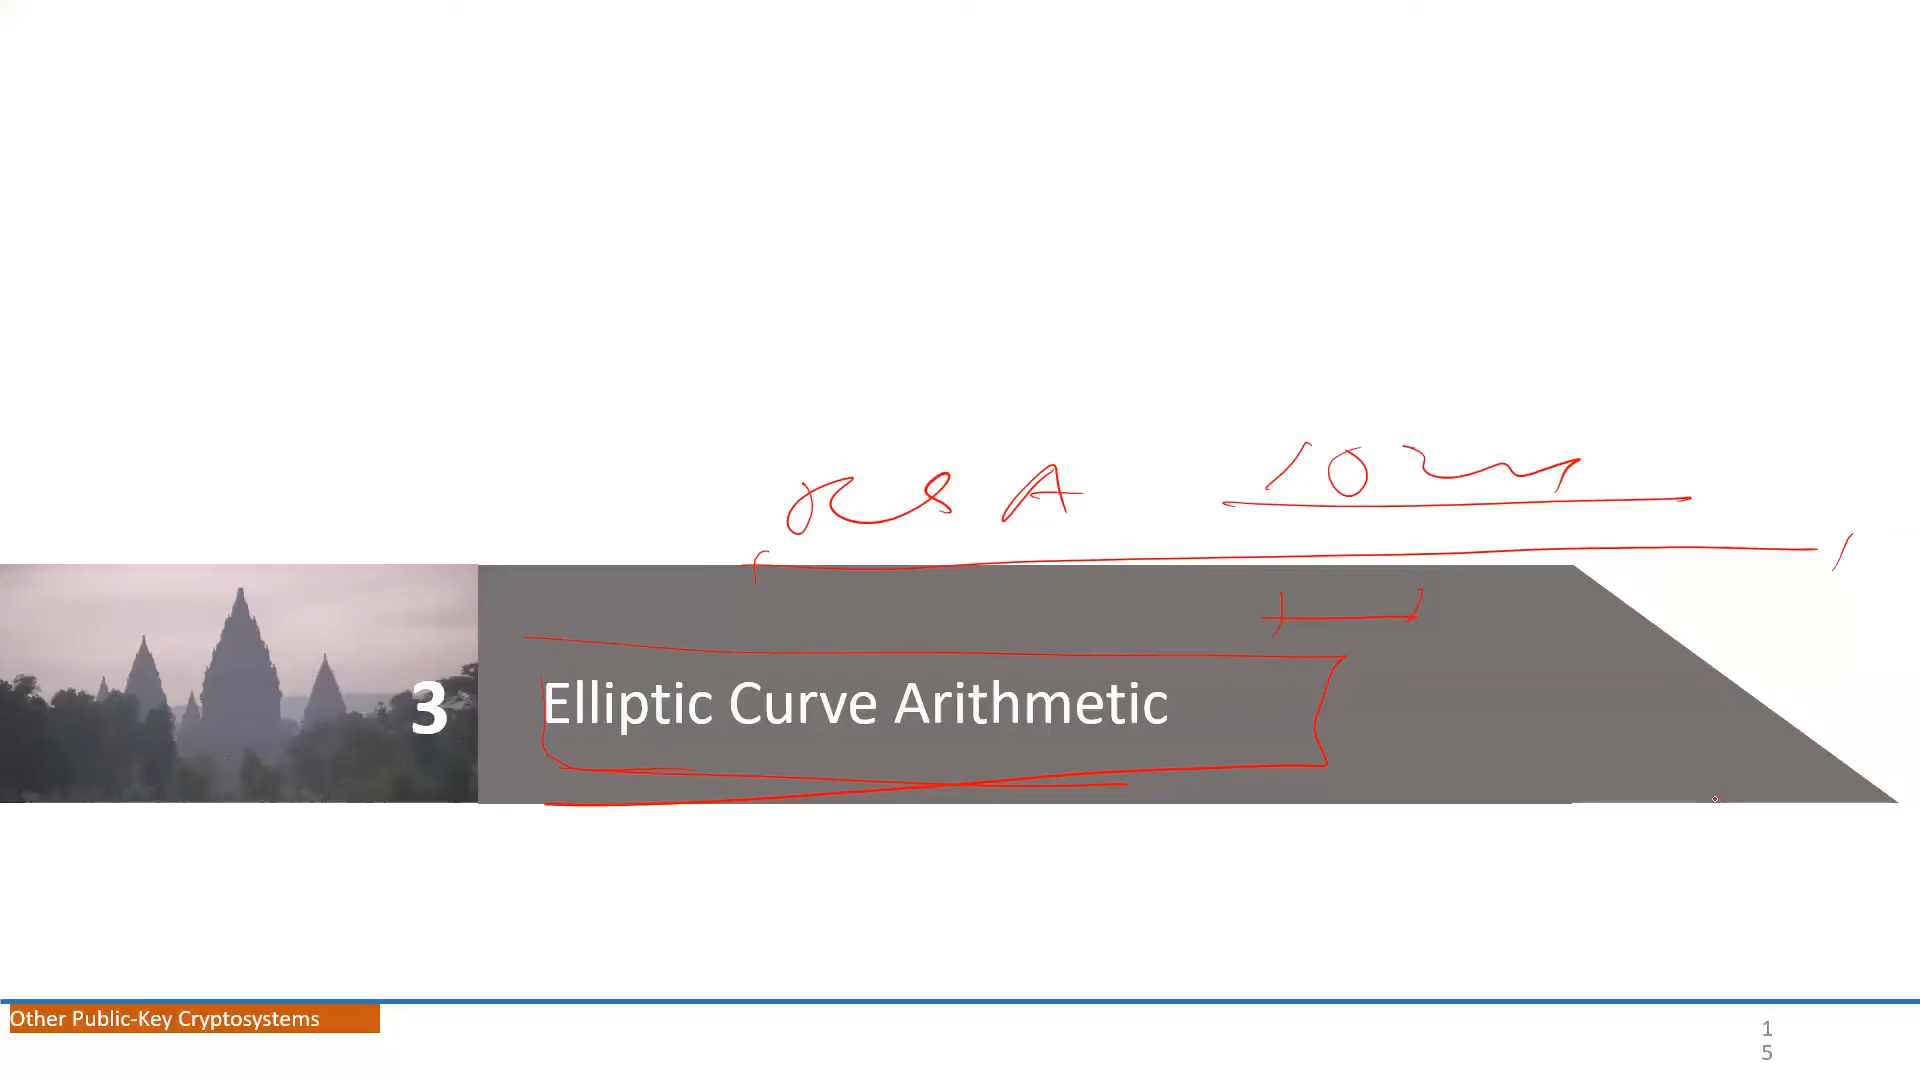 RSA 1024
3 Elliptic Curve Arithmetic
Other Public-Key Cryptosystems
1
5